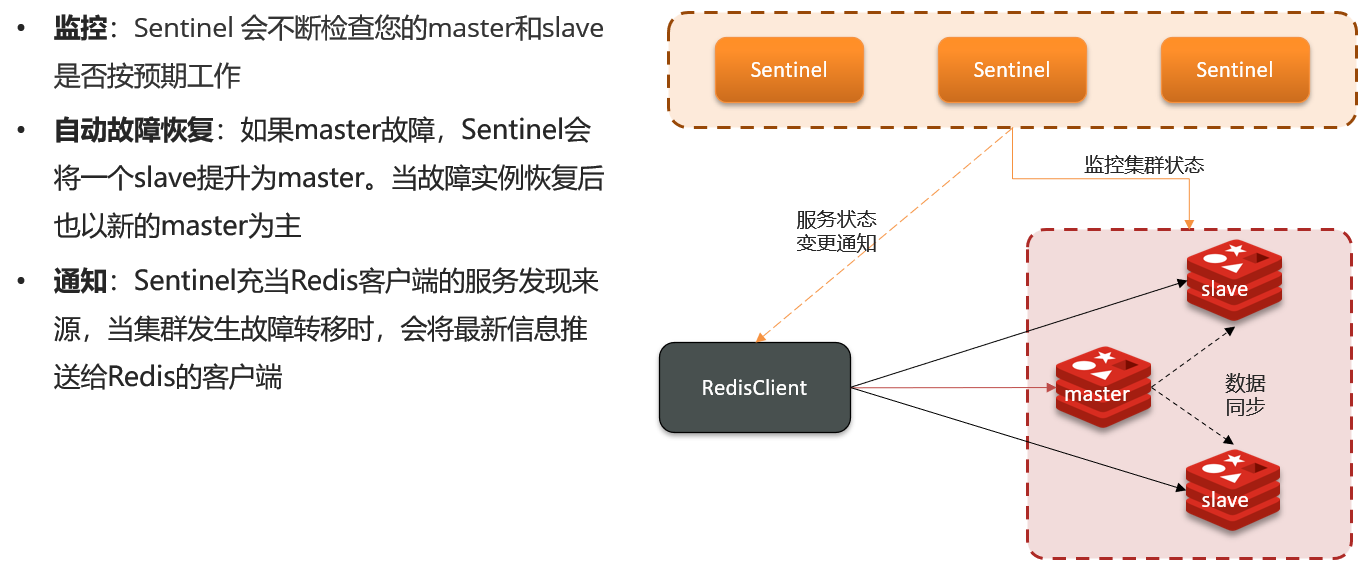 • 监控：Sentinel 会不断检查您的master和slave
是否按预期工作
• 自动故障恢复：如果master故障，Sentinel会
将一个slave提升为master。当故障实例恢复后
也以新的master为主
• 通知：Sentinel充当Redis客户端的服务发现来
源，当集群发生故障转移时，会将最新信息推
送给Redis的客户端
Sentinel
Sentinel
Sentinel
监控集群状态
服务状态
变更通知
slave
RedisClient
master
数据
同步
slave